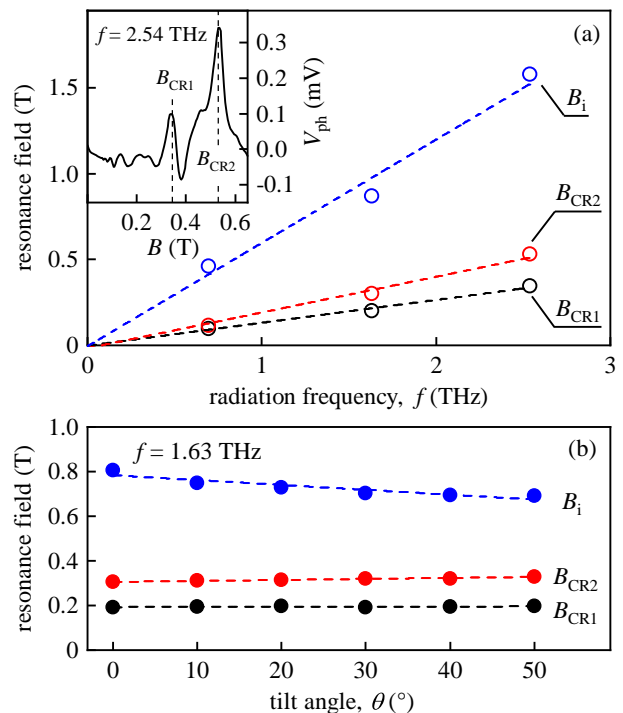 (a)
f = 2.54 THz
B_CR1
B_CR2
0.3
0.2
0.1
0.0
-0.1
V_ph (mV)
0.2 0.4 0.6
B (T)
1.5
1.0
0.5
0
resonance field (T)
B_i
B_CR2
B_CR1
0 1 2 3
radiation frequency, f (THz)
(b)
f = 1.63 THz
1.0
0.8
0.6
0.4
0.2
0
resonance field (T)
B_i
B_CR2
B_CR1
0 10 20 30 40 50
tilt angle, θ (°)